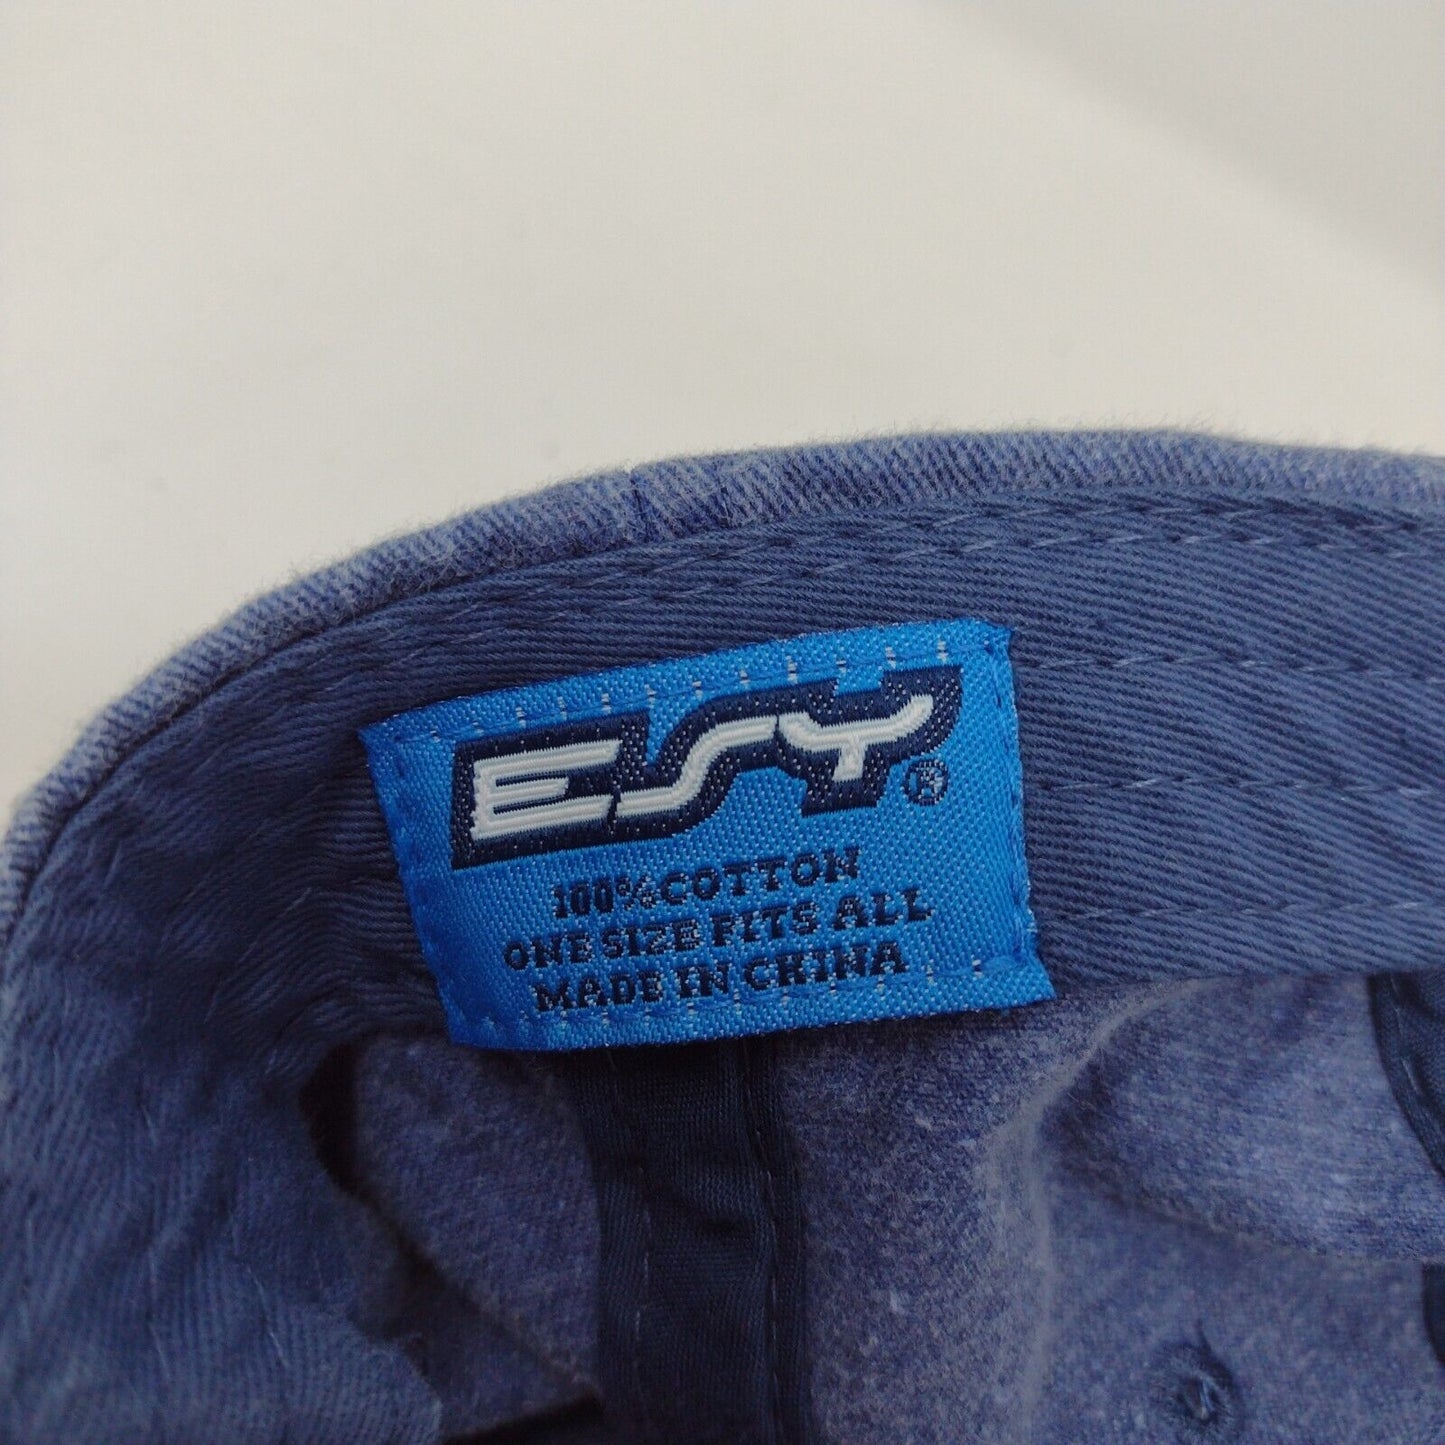 ESY®
100% COTTON
ONE SIZE FITS ALL
MADE IN CHINA